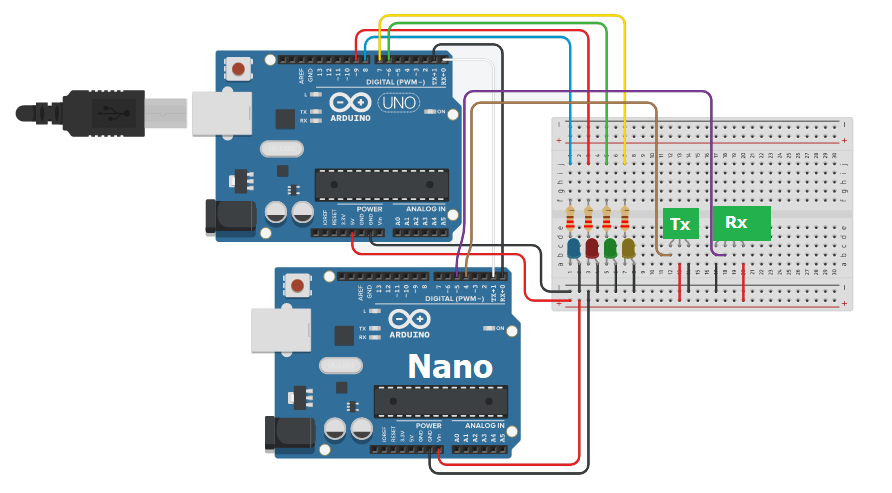 AREF
GND
13
12
~11
~10
~9
8
7
~6
~5
4
~3
2
TX→1
RX←0
DIGITAL (PWM~)
L
TX
RX
UNO
ON
ARDUINO
POWER
ANALOG IN
IOREF
RESET
3.3V
5V
GND
GND
Vin
A0
A1
A2
A3
A4
A5
AREF
GND
13
12
~11
~10
~9
8
7
~6
~5
4
~3
2
TX→1
RX←0
DIGITAL (PWM~)
L
TX
RX
ON
ARDUINO
Nano
POWER
ANALOG IN
IOREF
RESET
3.3V
5V
GND
GND
Vin
A0
A1
A2
A3
A4
A5
Tx
Rx
j
i
h
g
f
e
d
c
b
a